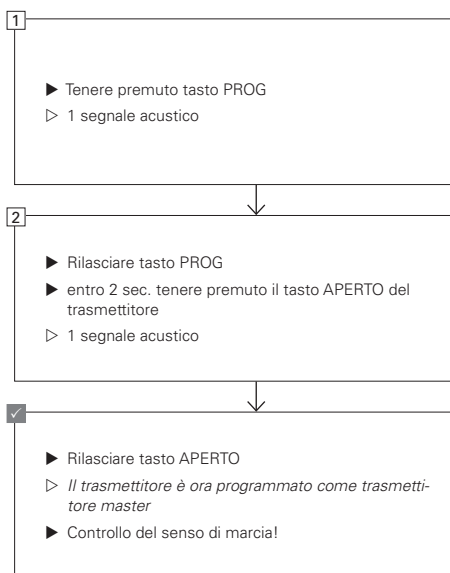 1
▶ Tenere premuto tasto PROG
▷ 1 segnale acustico
2
▶ Rilasciare tasto PROG
▶ entro 2 sec. tenere premuto il tasto APERTO del
trasmettitore
▷ 1 segnale acustico
✓
▶ Rilasciare tasto APERTO
▷ Il trasmettitore è ora programmato come trasmetti-
tore master
▶ Controllo del senso di marcia!